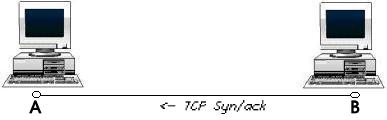 A <- TCP Syn/ack B